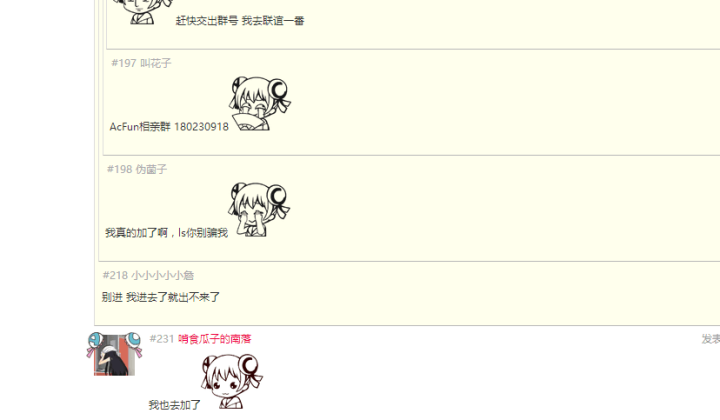 赶快交出群号 我去联谊一番
#197 叫花子
AcFun相亲群 180230918
#198 伪菌子
我真的加了啊，ls你别骗我
#218 小小小小小詹
别进 我进去了就出不来了
#231 哨食瓜子的南落
发表
我也去加了